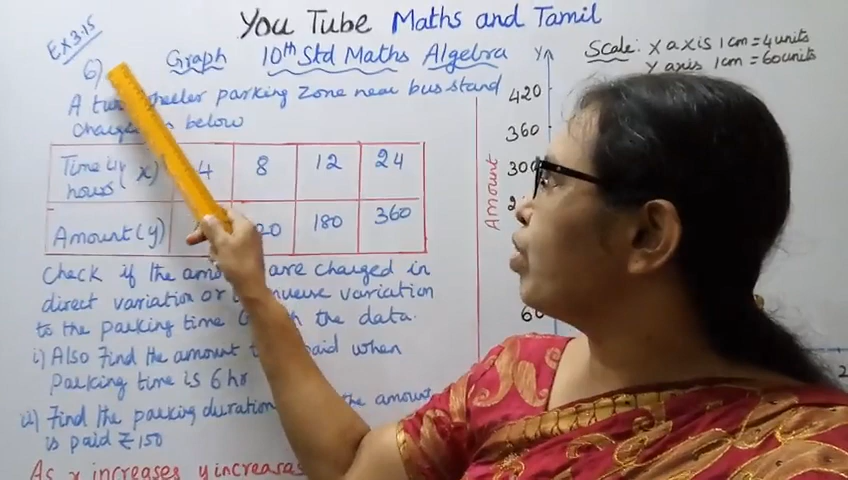 You Tube Maths and Tamil
Ex 3.15
Graph 10th Std Maths Algebra
6)
A two wheeler parking zone near bus stand
below
Time in hours (x) 4 8 12 24
Amount (y) 180 360
Check if the are charged in
direct variation or variation
to the parking time the data.
i) Also Find the amount paid when
parking time is 6 hr
ii) Find the parking duration the amount
is paid ₹150
As x increases y increases
Scale: X axis 1 cm = 4 units
Y axis 1cm = 60 units
Y
420
360
300
60
Amount